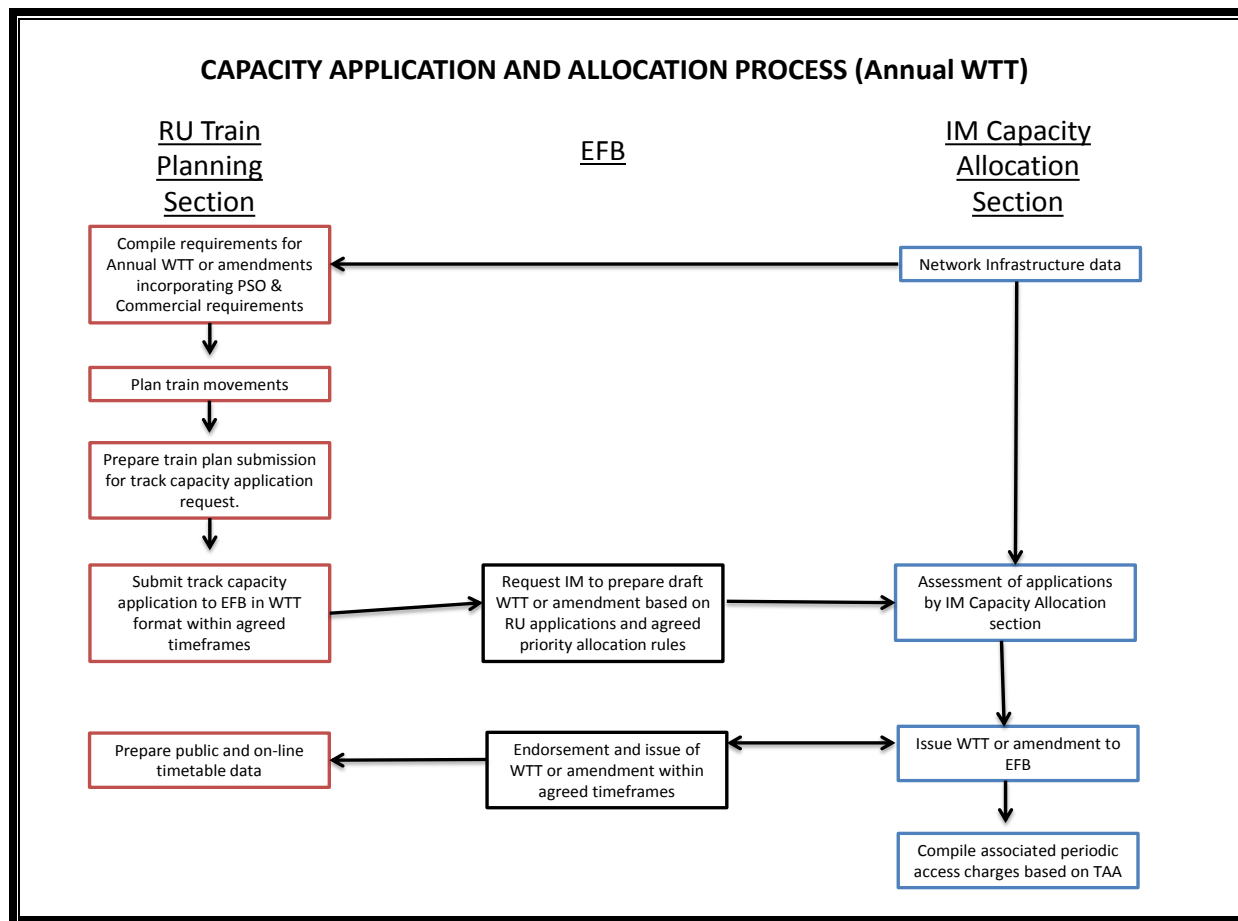 CAPACITY APPLICATION AND ALLOCATION PROCESS (Annual WTT)
RU Train
Planning
Section
EFB
IM Capacity
Allocation
Section
Compile requirements for
Annual WTT or amendments
incorporating PSO &
Commercial requirements
Network Infrastructure data
Plan train movements
Prepare train plan submission
for track capacity application
request.
Submit track capacity
application to EFB in WTT
format within agreed
timeframes
Request IM to prepare draft
WTT or amendment based on
RU applications and agreed
priority allocation rules
Assessment of applications
by IM Capacity Allocation
section
Prepare public and on-line
timetable data
Endorsement and issue of
WTT or amendment within
agreed timeframes
Issue WTT or amendment to
EFB
Compile associated periodic
access charges based on TAA